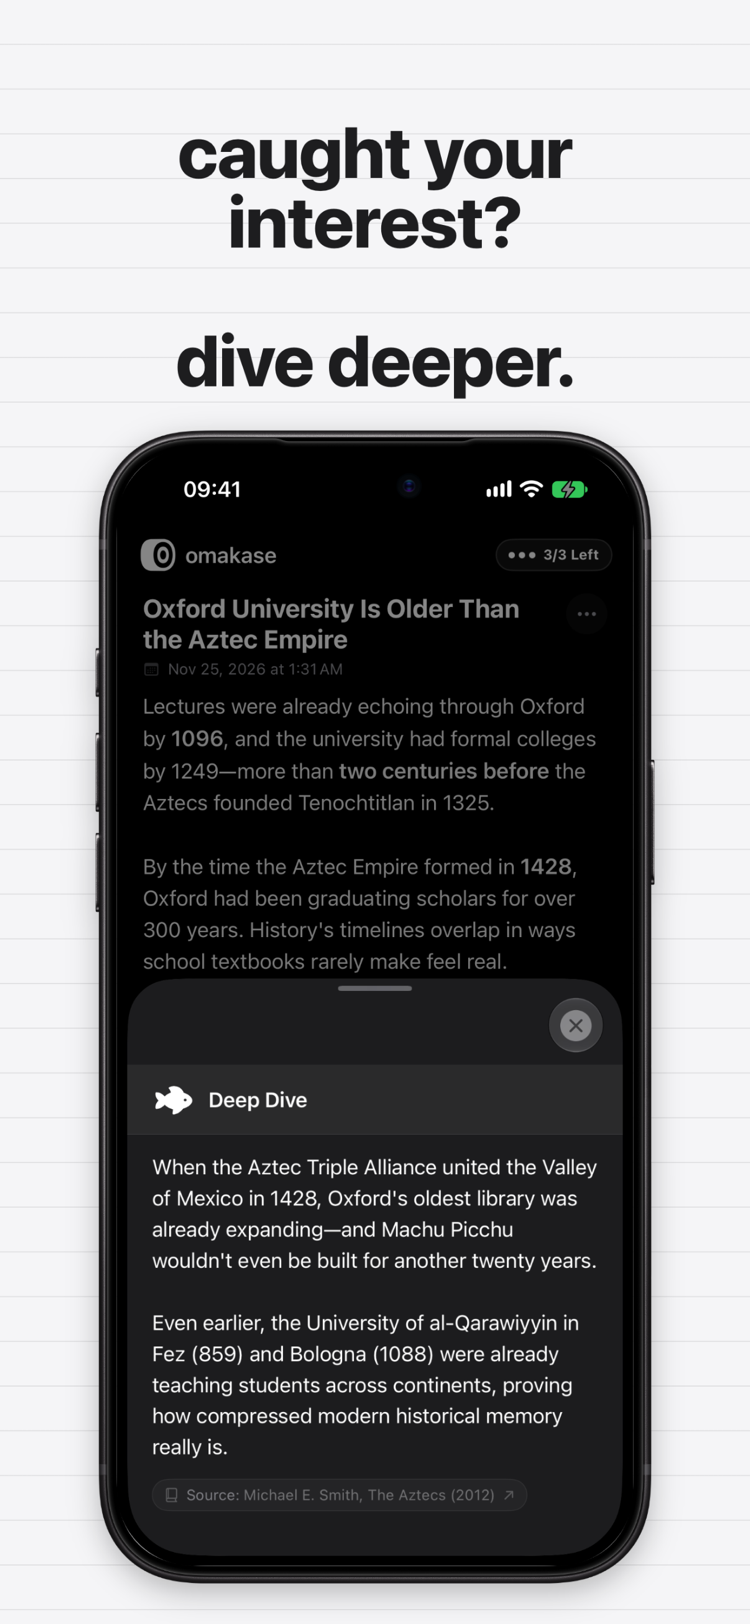 caught your
interest?
dive deeper.
09:41
omakase
3/3 Left
Oxford University Is Older Than
the Aztec Empire
Nov 25, 2026 at 1:31 AM
Lectures were already echoing through Oxford
by 1096, and the university had formal colleges
by 1249—more than two centuries before the
Aztecs founded Tenochtitlan in 1325.
By the time the Aztec Empire formed in 1428,
Oxford had been graduating scholars for over
300 years. History's timelines overlap in ways
school textbooks rarely make feel real.
Deep Dive
When the Aztec Triple Alliance united the Valley
of Mexico in 1428, Oxford's oldest library was
already expanding—and Machu Picchu
wouldn't even be built for another twenty years.
Even earlier, the University of al-Qarawiyyin in
Fez (859) and Bologna (1088) were already
teaching students across continents, proving
how compressed modern historical memory
really is.
Source: Michael E. Smith, The Aztecs (2012)